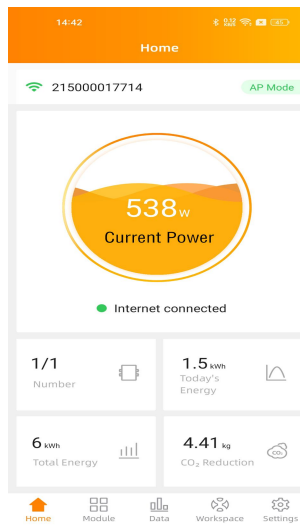 14:42
Home
215000017714
AP Mode
538W
Current Power
Internet connected
1/1
Number
1.5 kWh
Today's
Energy
6 kWh
Total Energy
4.41 kg
CO₂ Reduction
Home Module Data Workspace Settings